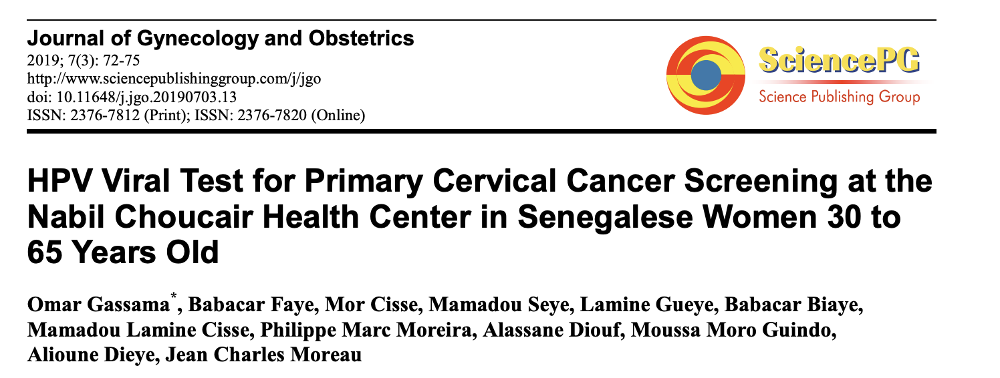 Journal of Gynecology and Obstetrics
2019; 7(3): 72-75
http://www.sciencepublishinggroup.com/j/jgo
doi: 10.11648/j.jgo.20190703.13
ISSN: 2376-7812 (Print); ISSN: 2376-7820 (Online)
SciencePG
Science Publishing Group
HPV Viral Test for Primary Cervical Cancer Screening at the
Nabil Choucair Health Center in Senegalese Women 30 to
65 Years Old
Omar Gassama*, Babacar Faye, Mor Cisse, Mamadou Seye, Lamine Gueye, Babacar Biaye,
Mamadou Lamine Cisse, Philippe Marc Moreira, Alassane Diouf, Moussa Moro Guindo,
Alioune Dieye, Jean Charles Moreau